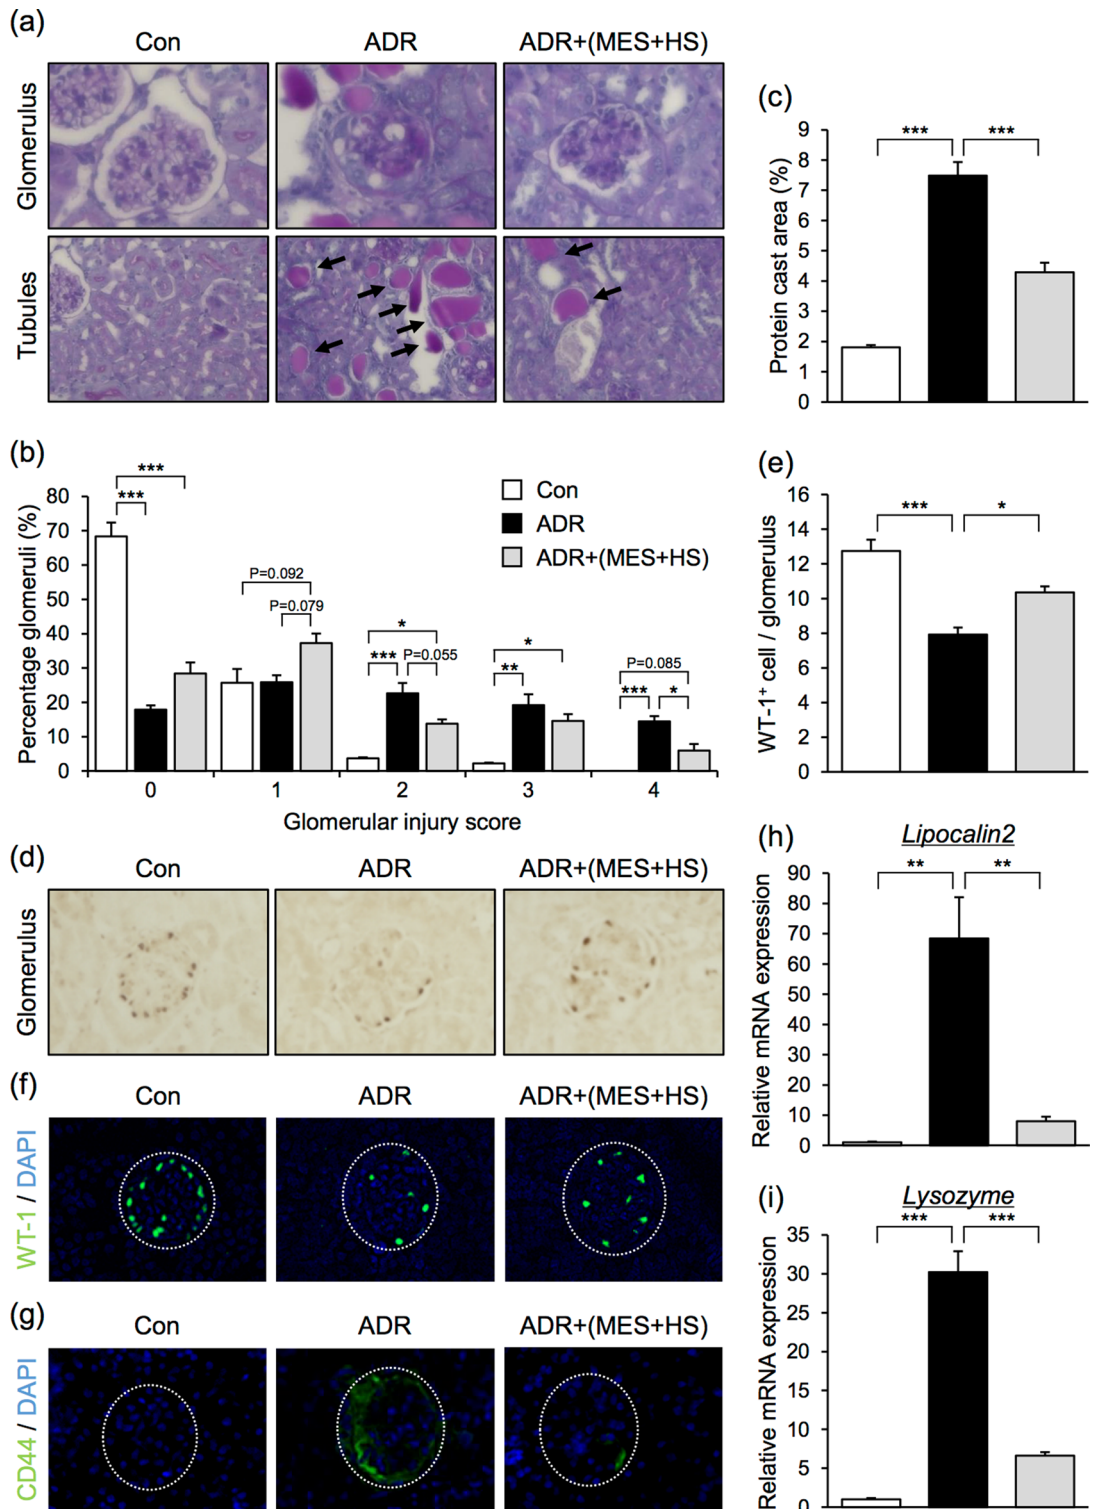 (a)
Con ADR ADR+(MES+HS)
Glomerulus
Tubules
(c)
*** ***
Protein cast area (%)
9
8
7
6
5
4
3
2
1
0
(b)
Percentage glomeruli (%)
80
70
60
50
40
30
20
10
0
***
***
P=0.092
P=0.079
*
*** P=0.055
*
**
P=0.085
*** *
Con
ADR
ADR+(MES+HS)
0 1 2 3 4
Glomerular injury score
(e)
*** *
WT-1+ cell / glomerulus
16
14
12
10
8
6
4
2
0
(d)
Con ADR ADR+(MES+HS)
Glomerulus
(h)
Lipocalin2
** **
Relative mRNA expression
90
80
70
60
50
40
30
20
10
0
(f)
Con ADR ADR+(MES+HS)
WT-1 / DAPI
(i)
Lysozyme
*** ***
Relative mRNA expression
35
30
25
20
15
10
5
0
(g)
Con ADR ADR+(MES+HS)
CD44 / DAPI